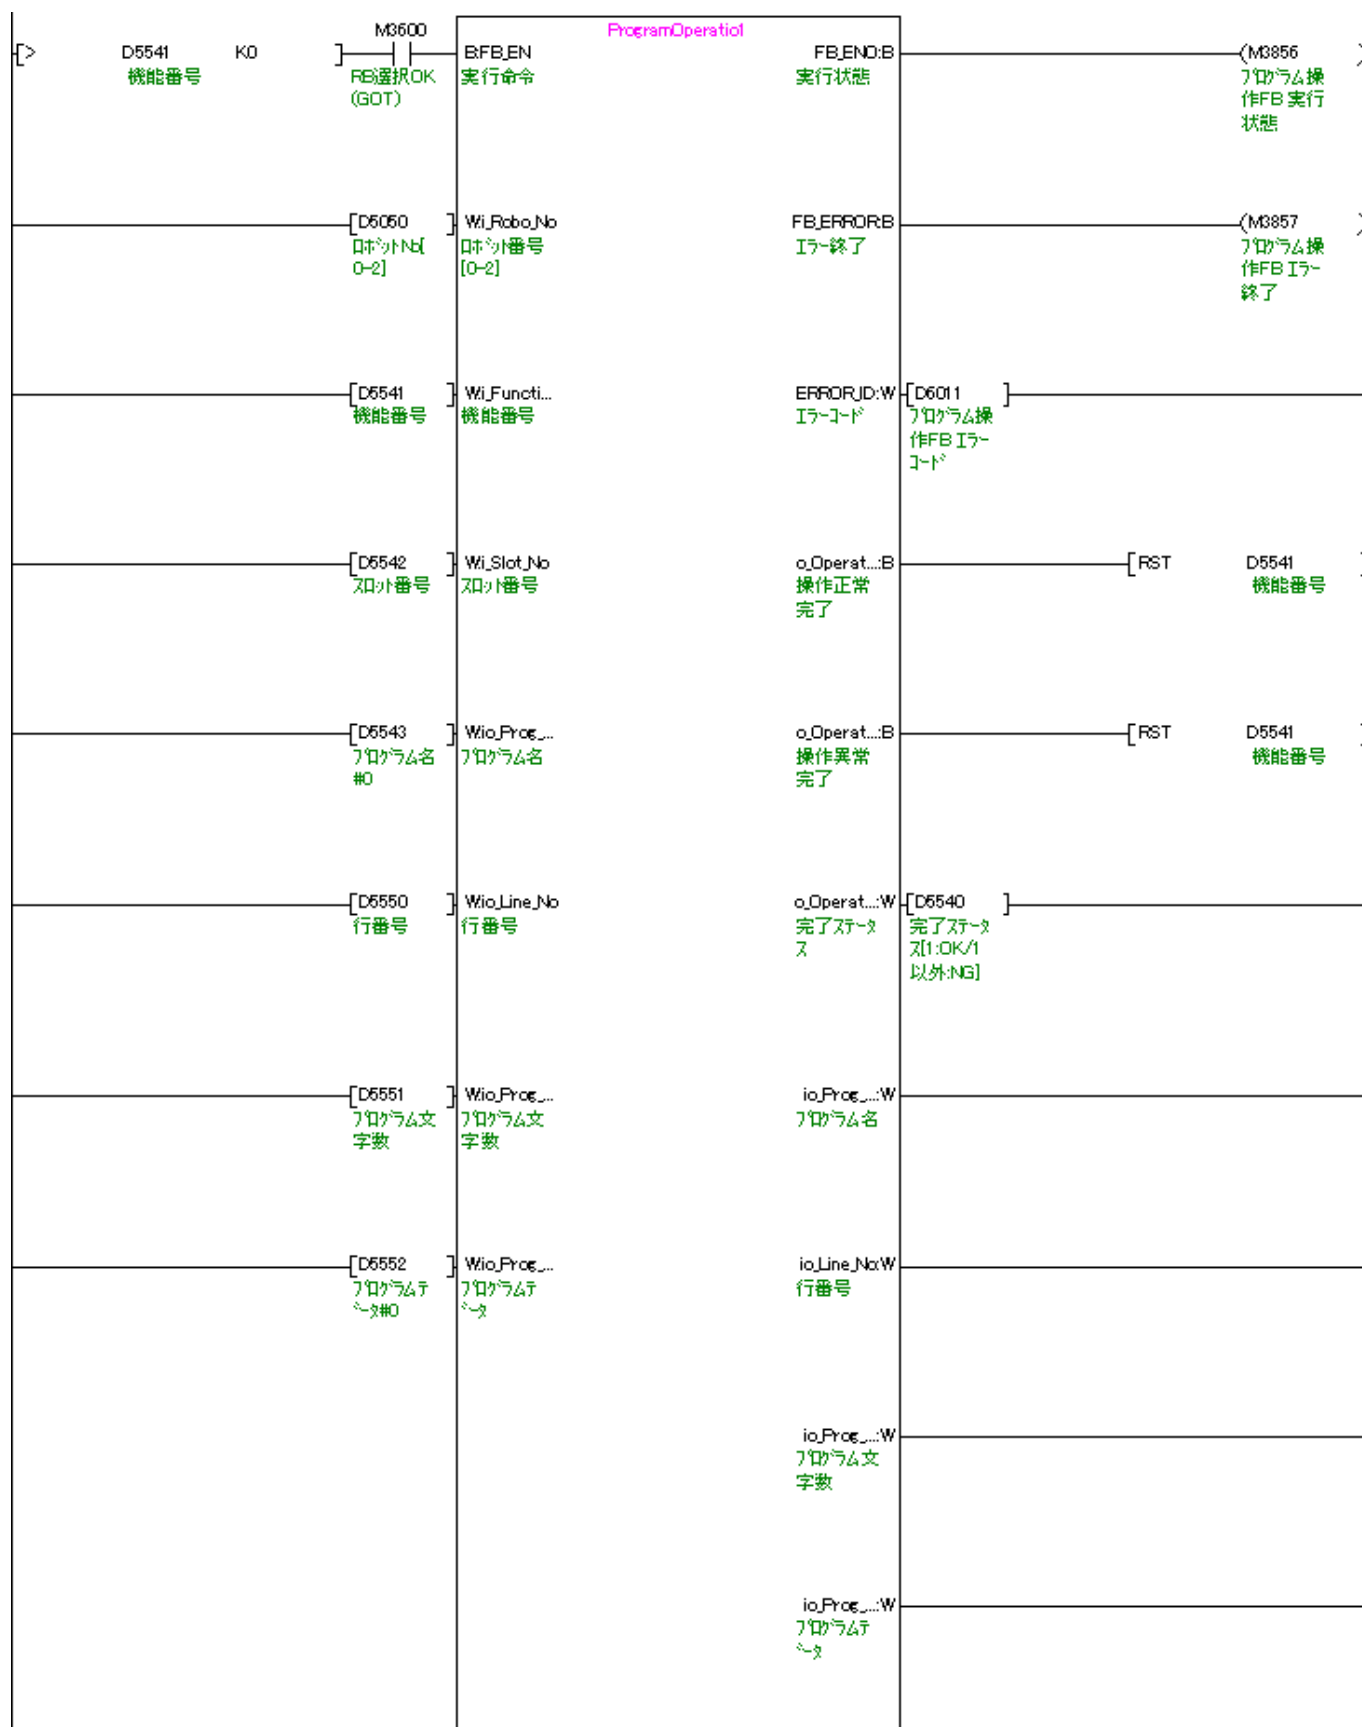 ProgramOperatio1
[> D5541 K0 ] M3600 B:FB_EN FB_ENO:B (M3856 )
機能番号 RB選択OK 実行命令 実行状態 プログラム操
(GOT) 作FB 実行
状態
[D5050 ] W:i_Robo_No FB_ERROR:B (M3857 )
ロボットNo[ ロボット番号 エラー終了 プログラム操
0-2] [0-2] 作FB エラー
終了
[D5541 ] W:i_Functi... ERROR_ID:W [D6011 ]
機能番号 機能番号 エラーコード プログラム操
作FB エラー
コード
[D5542 ] W:i_Slot_No o_Operat...:B [RST D5541 ]
スロット番号 スロット番号 操作正常 機能番号
完了
[D5543 ] W:io_Prog_... o_Operat...:B [RST D5541 ]
プログラム名 プログラム名 操作異常 機能番号
#0 完了
[D5550 ] W:io_Line_No o_Operat...:W [D5540 ]
行番号 行番号 完了ステータ 完了ステータ
ス ス[1:OK/1
以外:NG]
[D5551 ] W:io_Prog_... io_Prog_...:W
プログラム文 プログラム文 プログラム名
字数 字数
[D5552 ] W:io_Prog_... io_Line_No:W
プログラムデ プログラムデ 行番号
ータ#0 ータ
io_Prog_...:W
プログラム文
字数
io_Prog_...:W
プログラムデ
ータ